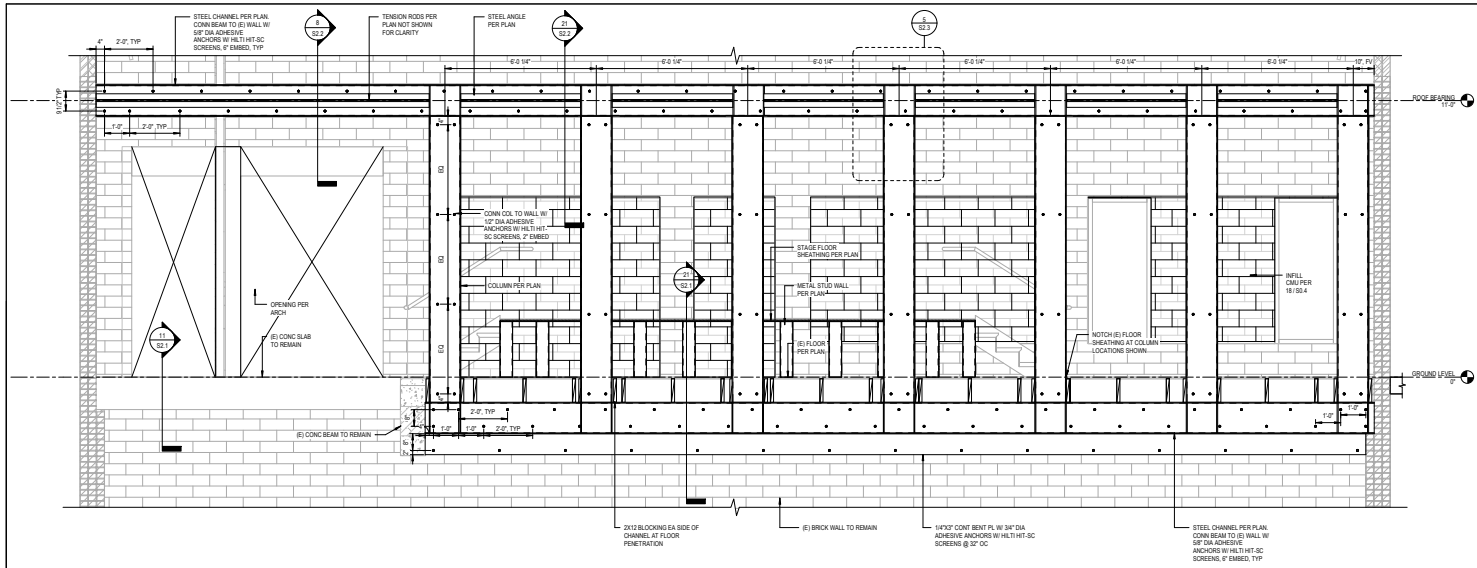 STEEL CHANNEL PER PLAN.
CONN BEAM TO (E) WALL W/
5/8" DIA ADHESIVE
ANCHORS W/ HILTI HIT-SC
SCREENS, 6" EMBED, TYP
8
S2.2
TENSION RODS PER
PLAN NOT SHOWN
FOR CLARITY
STEEL ANGLE
PER PLAN
21
S2.2
5
S2.3
4"
2'-0", TYP
6'-0 1/4"
6'-0 1/4"
6'-0 1/4"
6'-0 1/4"
6'-0 1/4"
6'-0 1/4"
10", FV
9 1/2" TYP
ROOF BEARING
11'-0"
1'-0"
2'-0", TYP
EQ
CONN COL TO WALL W/
1/2" DIA ADHESIVE
ANCHORS W/ HILTI HIT-
SC SCREENS, 2" EMBED
STAGE FLOOR
SHEATHING PER PLAN
EQ
21
S2.1
COLUMN PER PLAN
METAL STUD WALL
PER PLAN
INFILL
CMU PER
18 / S0.4
OPENING PER
ARCH
11
S2.1
(E) CONC SLAB
TO REMAIN
EQ
(E) FLOOR
PER PLAN
NOTCH (E) FLOOR
SHEATHING AT COLUMN
LOCATIONS SHOWN
GROUND LEVEL
0"
2'-0", TYP
1'-0"
1'-0"
(E) CONC BEAM TO REMAIN
4"
1'-0"
1'-0"
2'-0", TYP
8"
2"
2X12 BLOCKING EA SIDE OF
CHANNEL AT FLOOR
PENETRATION
(E) BRICK WALL TO REMAIN
1/4"X3" CONT BENT PL W/ 3/4" DIA
ADHESIVE ANCHORS W/ HILTI HIT-SC
SCREENS @ 32" OC
STEEL CHANNEL PER PLAN.
CONN BEAM TO (E) WALL W/
5/8" DIA ADHESIVE
ANCHORS W/ HILTI HIT-SC
SCREENS, 6" EMBED, TYP